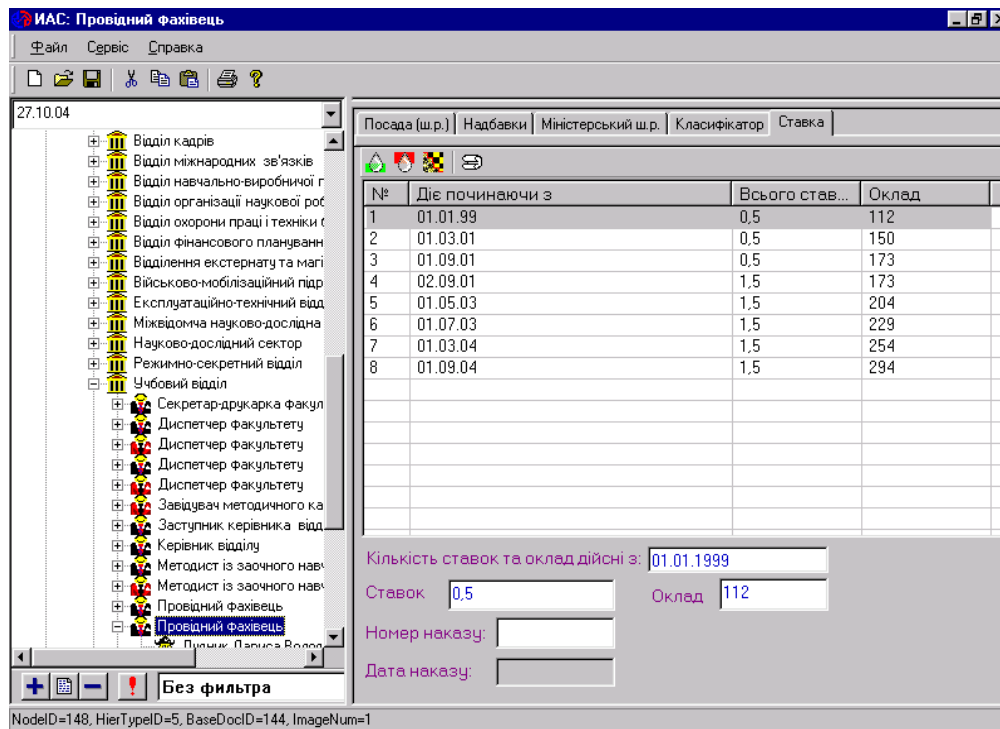 ИАС: Провідний фахівець
Файл Сервіс Справка
27.10.04
Відділ кадрів
Відділ міжнародних зв'язків
Відділ навчально-виробничої г
Відділ організації наукової роб
Відділ охорони праці і техніки б
Відділ фінансового плануванн
Відділення екстернату та магі
Військово-мобілізаційний підр
Експлуатаційно-технічний відд
Міжвідомча науково-дослідна
Науково-дослідний сектор
Режимно-секретний відділ
Учбовий відділ
Секретар-друкарка факул
Диспетчер факультету
Диспетчер факультету
Диспетчер факультету
Диспетчер факультету
Завідувач методичного ка
Заступник керівника відд
Керівник відділу
Методист із заочного навч
Методист із заочного навч
Провідний фахівець
Провідний фахівець
Лариса Волод
Без фильтра
Посада (ш.р.) Надбавки Міністерський ш.р. Класифікатор Ставка
№ Діє починаючи з Всього став... Оклад
1 01.01.99 0,5 112
2 01.03.01 0,5 150
3 01.09.01 0,5 173
4 02.09.01 1,5 173
5 01.05.03 1,5 204
6 01.07.03 1,5 229
7 01.03.04 1,5 254
8 01.09.04 1,5 294
Кількість ставок та оклад дійсні з: 01.01.1999
Ставок 0,5 Оклад 112
Номер наказу:
Дата наказу:
NodeID=148, HierTypeID=5, BaseDocID=144, ImageNum=1